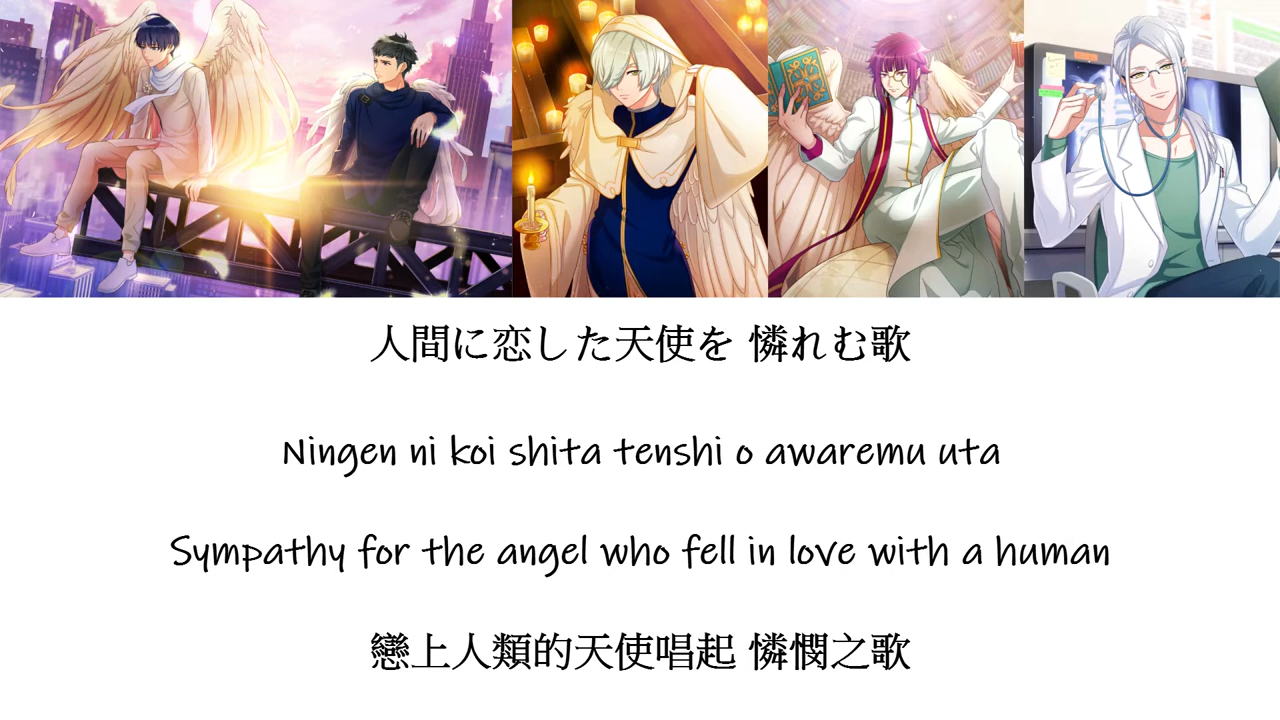 人間に恋した天使を 憐れむ歌
Ningen ni koi shita tenshi o awaremu uta
Sympathy for the angel who fell in love with a human
戀上人類的天使唱起 憐憫之歌